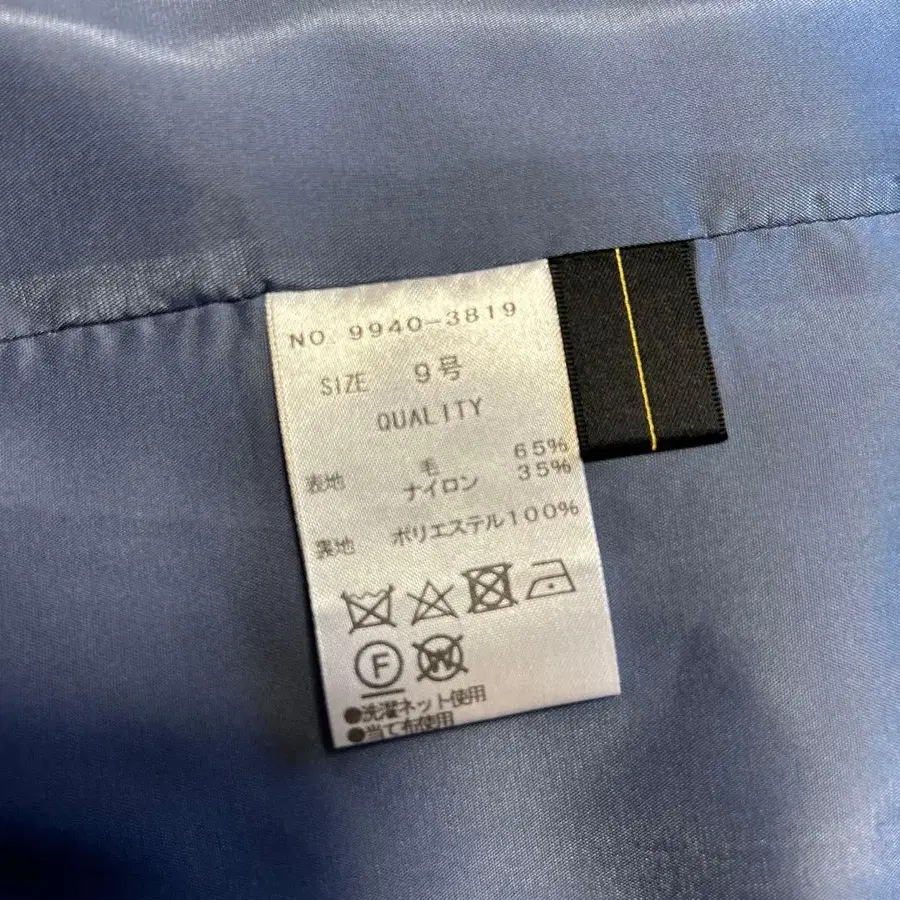 NO. 9940-3819
SIZE 9号
QUALITY
表地 毛 65%
ナイロン 35%
裏地 ポリエステル100%
F
W
●洗濯ネット使用
●当て布使用